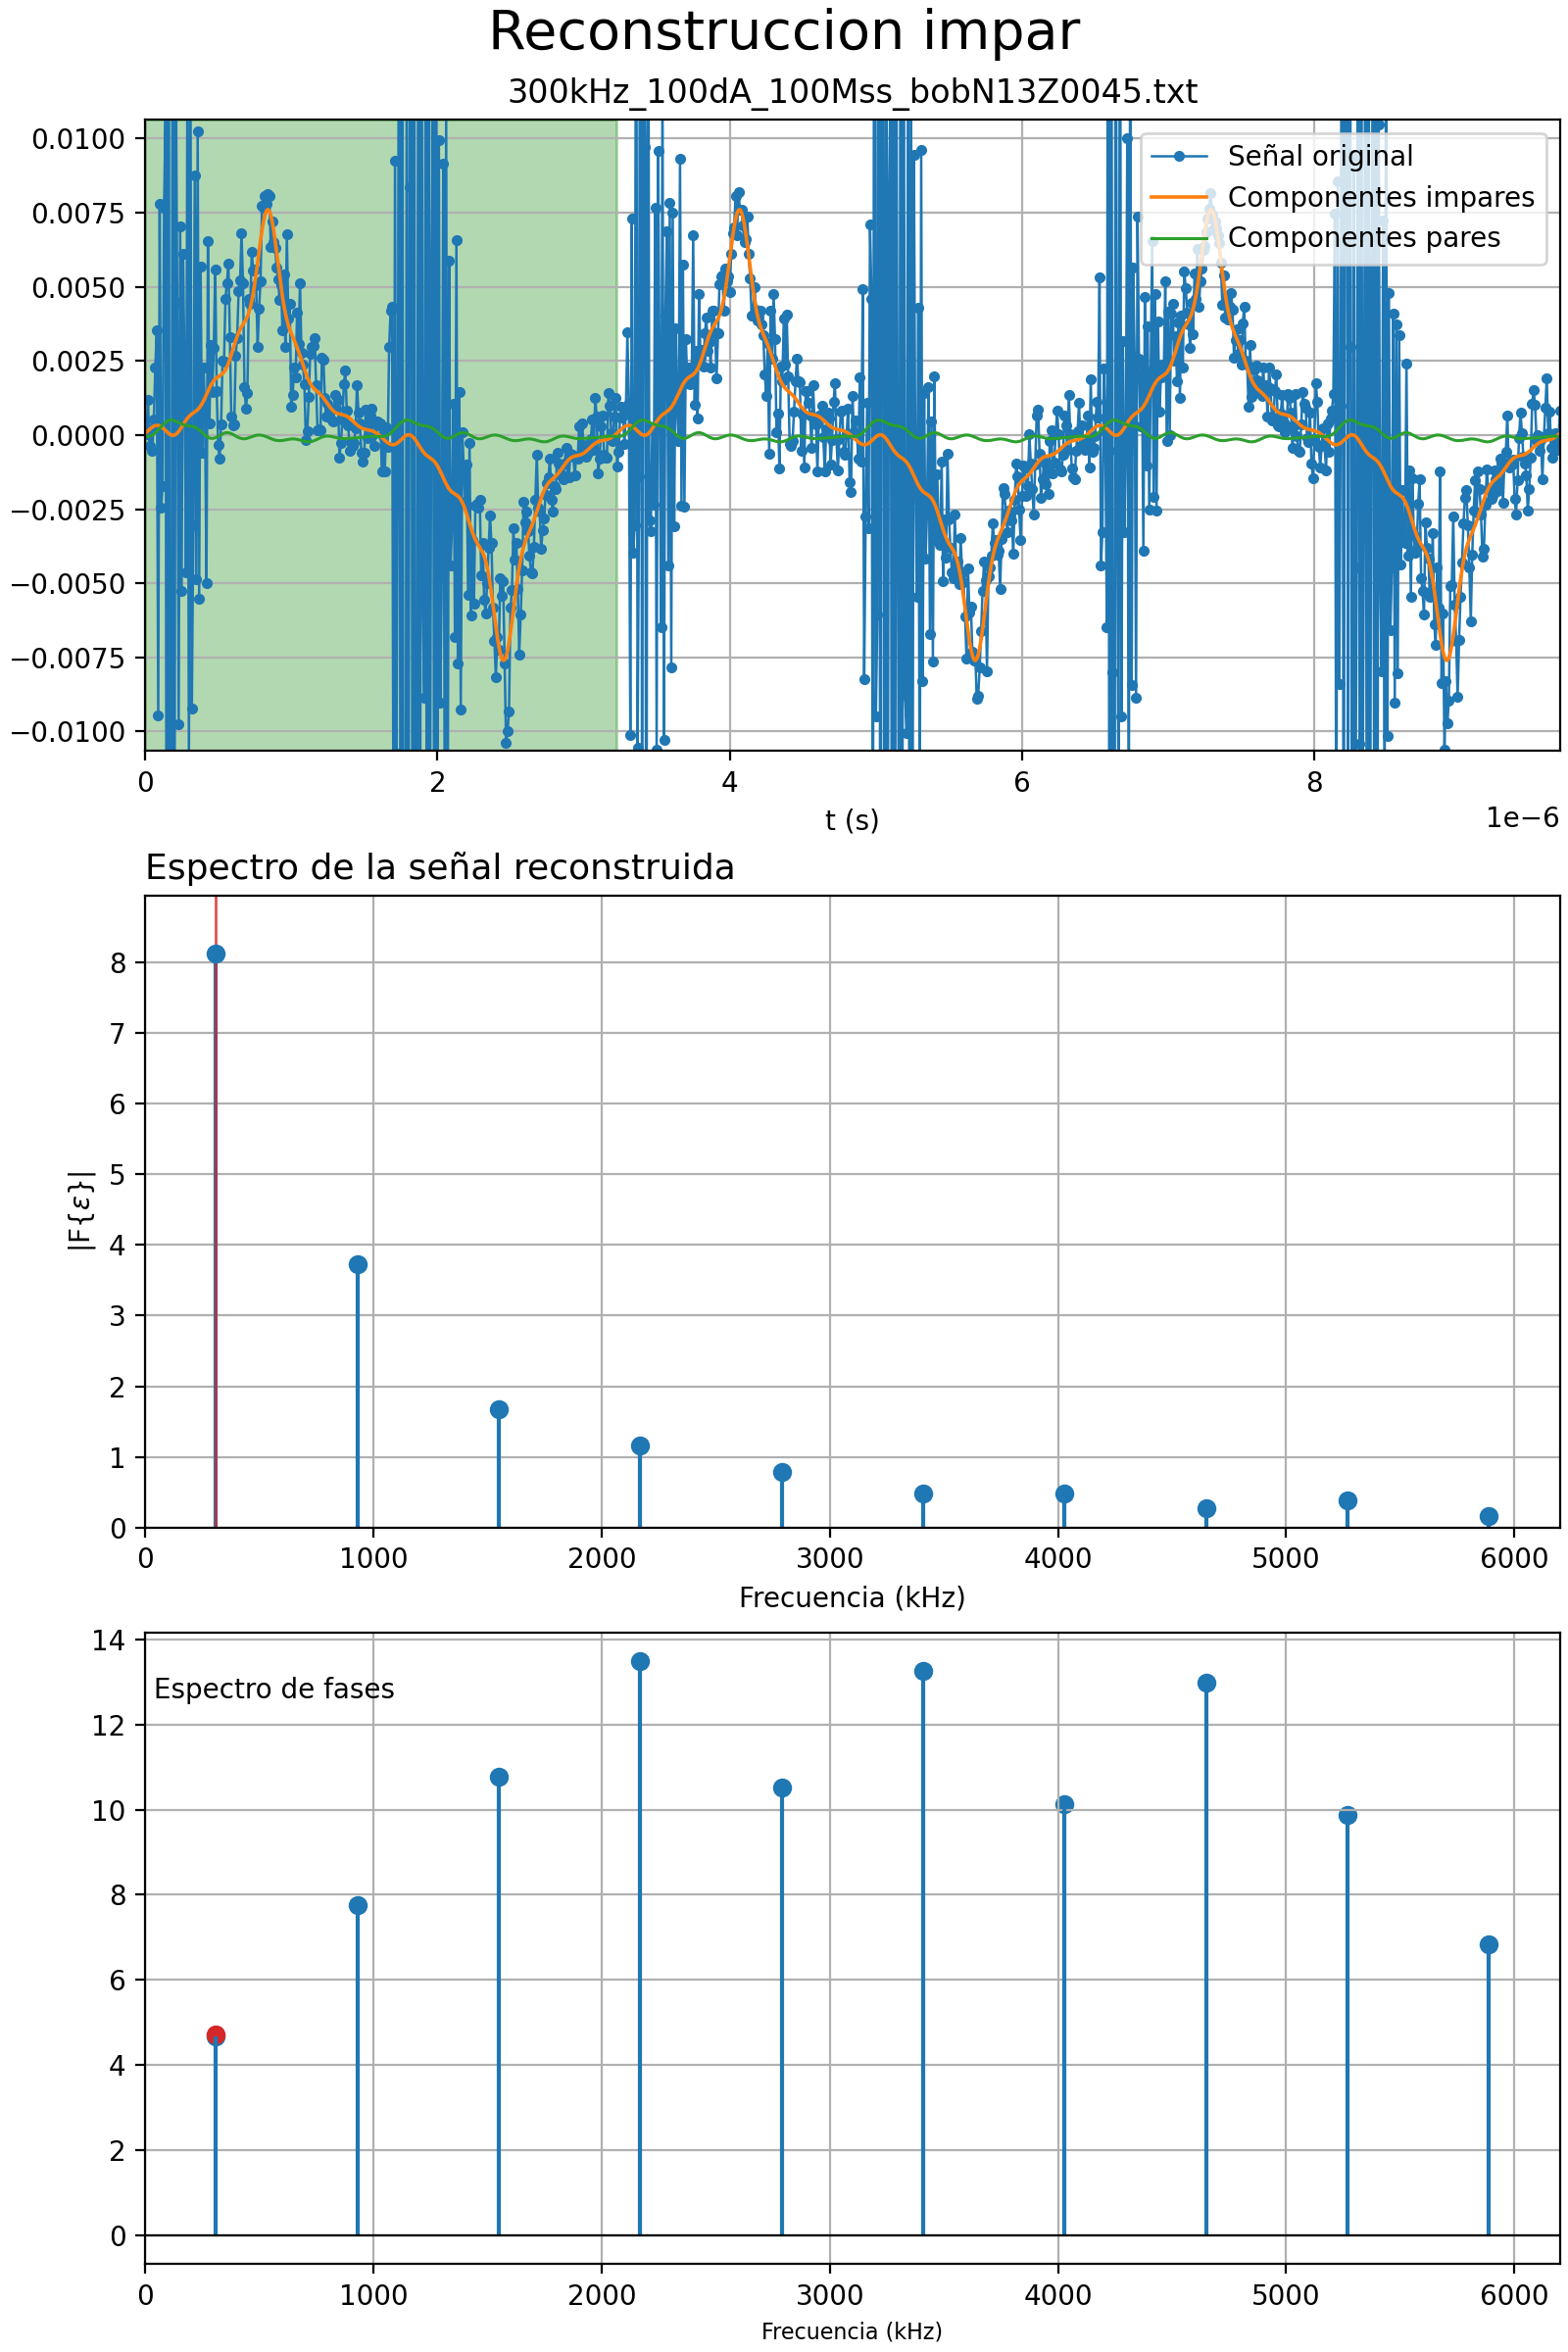 Reconstruccion impar
300kHz_100dA_100Mss_bobN13Z0045.txt
0.0100
0.0075
0.0050
0.0025
0.0000
−0.0025
−0.0050
−0.0075
−0.0100
Señal original
Componentes impares
Componentes pares
0 2 4 6 8
t (s)
1e−6
Espectro de la señal reconstruida
8
7
6
5
4
3
2
1
0
|F{ε}|
0 1000 2000 3000 4000 5000 6000
Frecuencia (kHz)
14
12
10
8
6
4
2
0
Espectro de fases
0 1000 2000 3000 4000 5000 6000
Frecuencia (kHz)